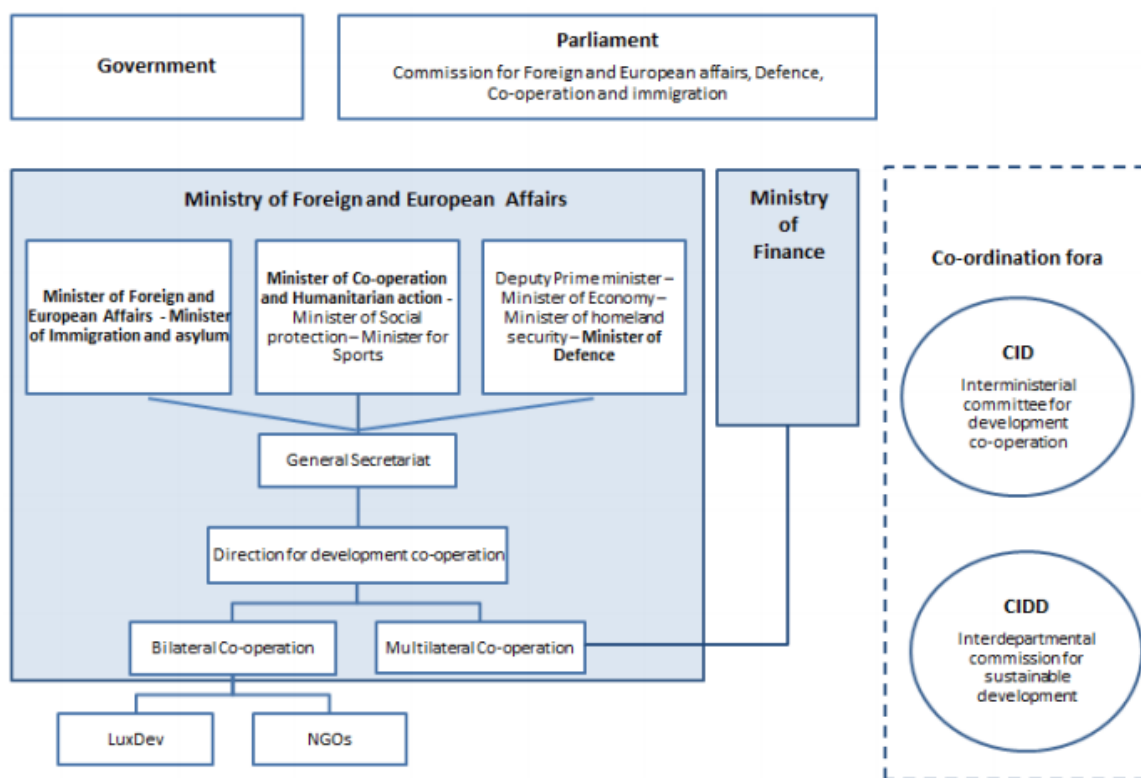 Government
Parliament
Commission for Foreign and European affairs, Defence,
Co-operation and immigration
Ministry of Foreign and European Affairs
Minister of Foreign and
European Affairs - Minister
of Immigration and asylum
Minister of Co-operation
and Humanitarian action -
Minister of Social
protection – Minister for
Sports
Deputy Prime minister –
Minister of Economy –
Minister of homeland
security – Minister of
Defence
General Secretariat
Direction for development co-operation
Bilateral Co-operation
Multilateral Co-operation
LuxDev
NGOs
Ministry
of
Finance
Co-ordination fora
CID
Interministerial
committee for
development
co-operation
CIDD
Interdepartmental
commission for
sustainable
development